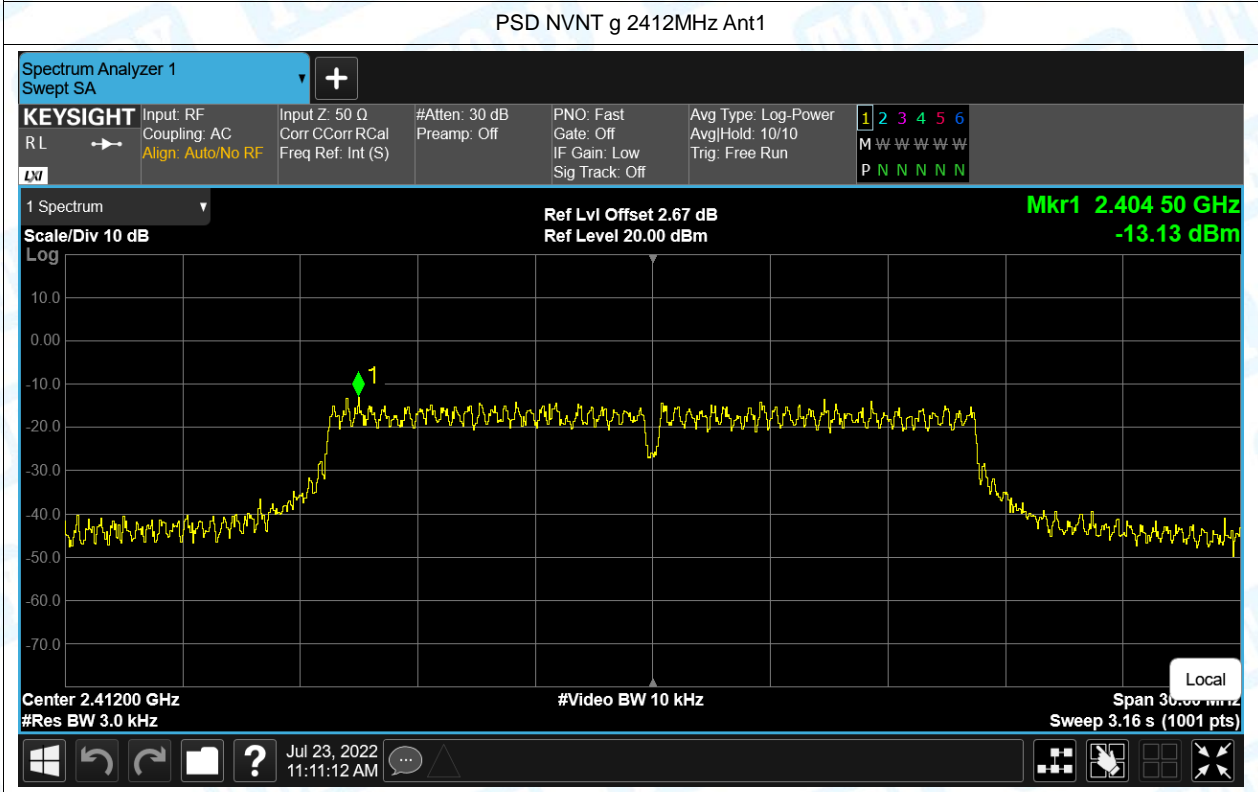 PSD NVNT g 2412MHz Ant1
Spectrum Analyzer 1
Swept SA
KEYSIGHT
RL
LXI
Input: RF
Coupling: AC
Align: Auto/No RF
Input Z: 50 Ω
Corr CCorr RCal
Freq Ref: Int (S)
#Atten: 30 dB
Preamp: Off
PNO: Fast
Gate: Off
IF Gain: Low
Sig Track: Off
Avg Type: Log-Power
Avg|Hold: 10/10
Trig: Free Run
1 2 3 4 5 6
M W W W W W
P N N N N N
1 Spectrum
Scale/Div 10 dB
Log
Ref Lvl Offset 2.67 dB
Ref Level 20.00 dBm
Mkr1 2.404 50 GHz
-13.13 dBm
1
10.0
0.00
-10.0
-20.0
-30.0
-40.0
-50.0
-60.0
-70.0
Local
Center 2.41200 GHz
#Video BW 10 kHz
Span 30.00 MHz
#Res BW 3.0 kHz
Sweep 3.16 s (1001 pts)
?
Jul 23, 2022
11:11:12 AM